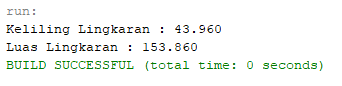 run:
Keliling Lingkaran : 43.960
Luas Lingkaran : 153.860
BUILD SUCCESSFUL (total time: 0 seconds)